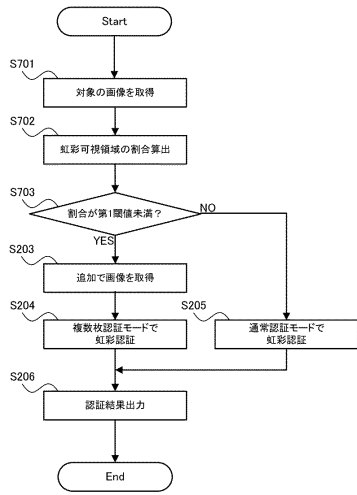 Start
S701
対象の画像を取得
S702
虹彩可視領域の割合算出
S703
割合が第1閾値未満？
NO
YES
S203
追加で画像を取得
S204
複数枚認証モードで
虹彩認証
S205
通常認証モードで
虹彩認証
S206
認証結果出力
End